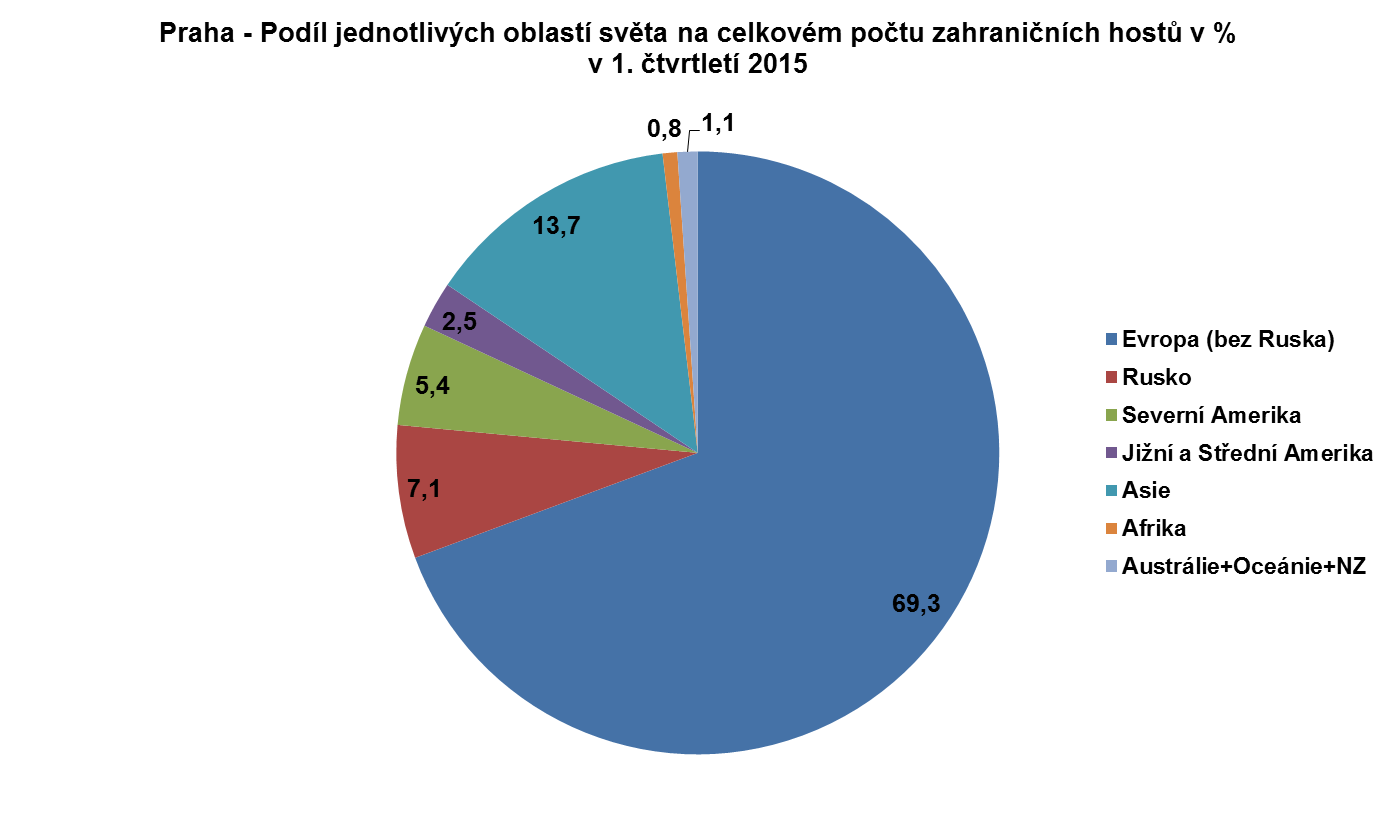 Praha - Podíl jednotlivých oblastí světa na celkovém počtu zahraničních hostů v %
v 1. čtvrtletí 2015
0,8
1,1
13,7
2,5
5,4
7,1
69,3
Evropa (bez Ruska)
Rusko
Severní Amerika
Jižní a Střední Amerika
Asie
Afrika
Austrálie+Oceánie+NZ